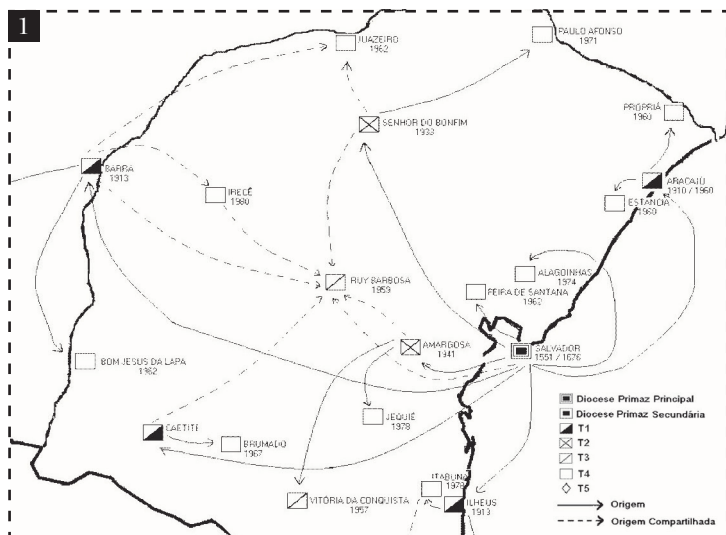 1
JUAZEIRO
1962
PAULO AFONSO
1971
SENHOR DO BONFIM
1933
PROPRIÁ
1960
BARRA
1913
ARACAJÚ
1910 / 1960
IRECÊ
1980
ESTANCIA
1960
ALAGOINHAS
1974
RUY BARBOSA
1959
FEIRA DE SANTANA
1962
AMARGOSA
1941
SALVADOR
1551 / 1676
BOM JESUS DA LAPA
1962
JEQUIÉ
1978
CAETITÉ
BRUMADO
1967
ITABUNA
1978
VITÓRIA DA CONQUISTA
1957
ILHEUS
1913
Diocese Primaz Principal
Diocese Primaz Secundária
T1
T2
T3
T4
T5
Origem
Origem Compartilhada